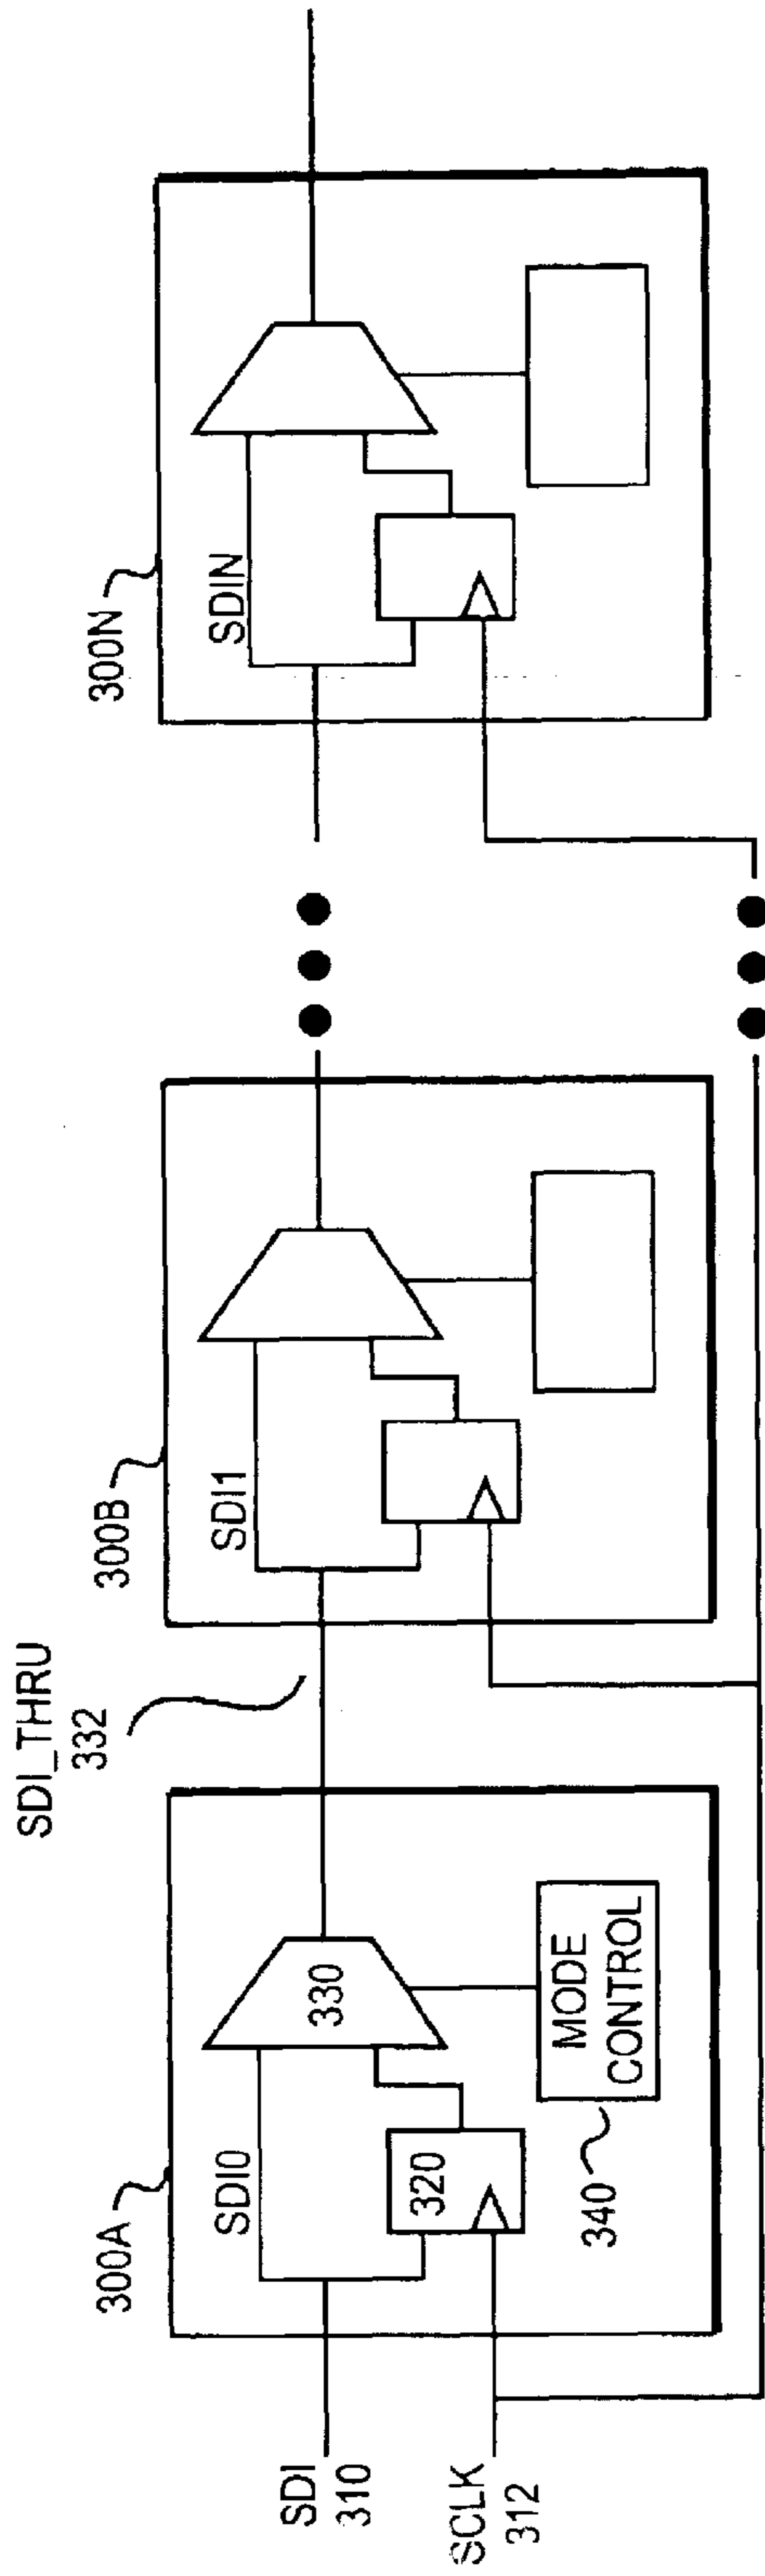 SDI_THRU
332
300A
300B
300N
SDI0
SDI1
SDIN
330
320
MODE
CONTROL
340
SDI
310
SCLK
312